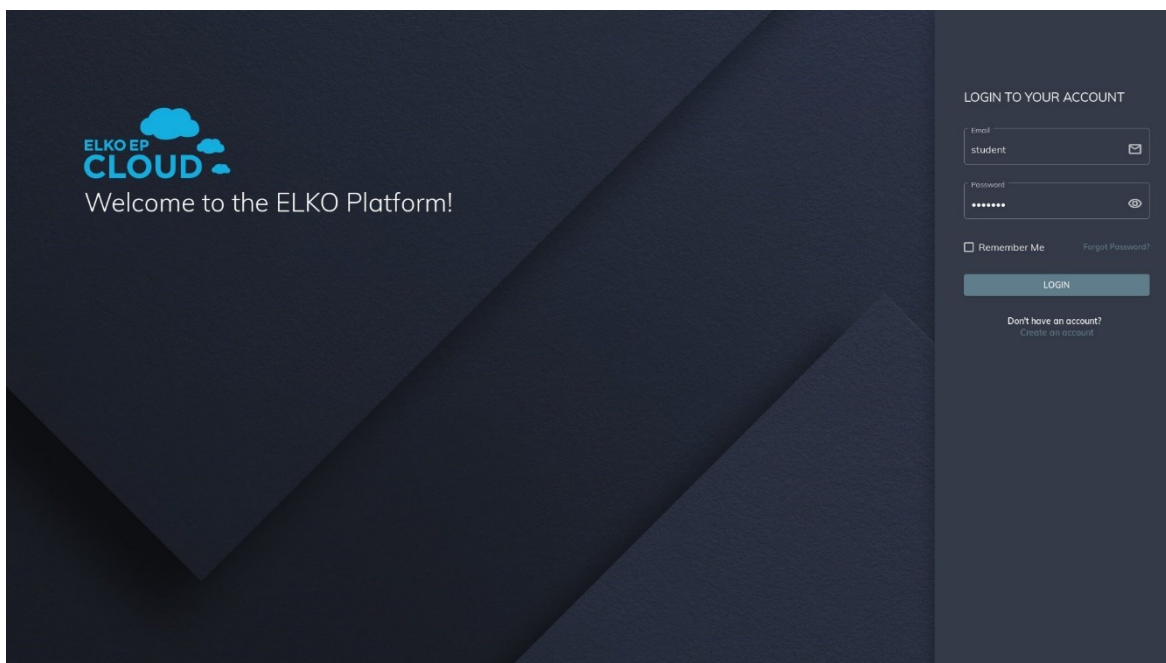 ELKO EP
CLOUD
Welcome to the ELKO Platform!
LOGIN TO YOUR ACCOUNT
Email
student
Password
•••••••
Remember Me
Forgot Password?
LOGIN
Don't have an account?
Create an account